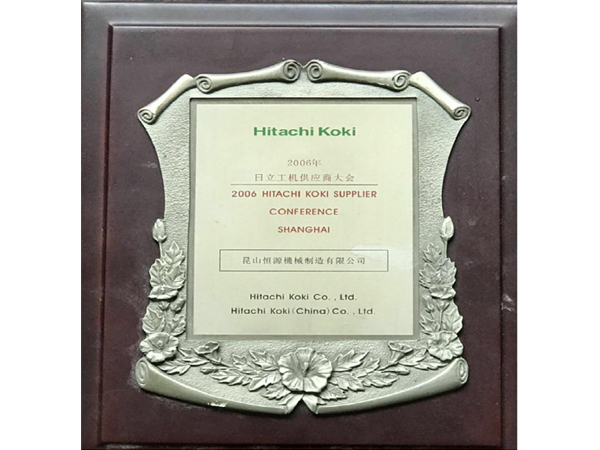 Hitachi Koki
2006年
日立工机供应商大会
2006 HITACHI KOKI SUPPLIER
CONFERENCE
SHANGHAI
昆山恒源機械制造有限公司
Hitachi Koki Co. , Ltd.
Hitachi Koki(China)Co. , Ltd.